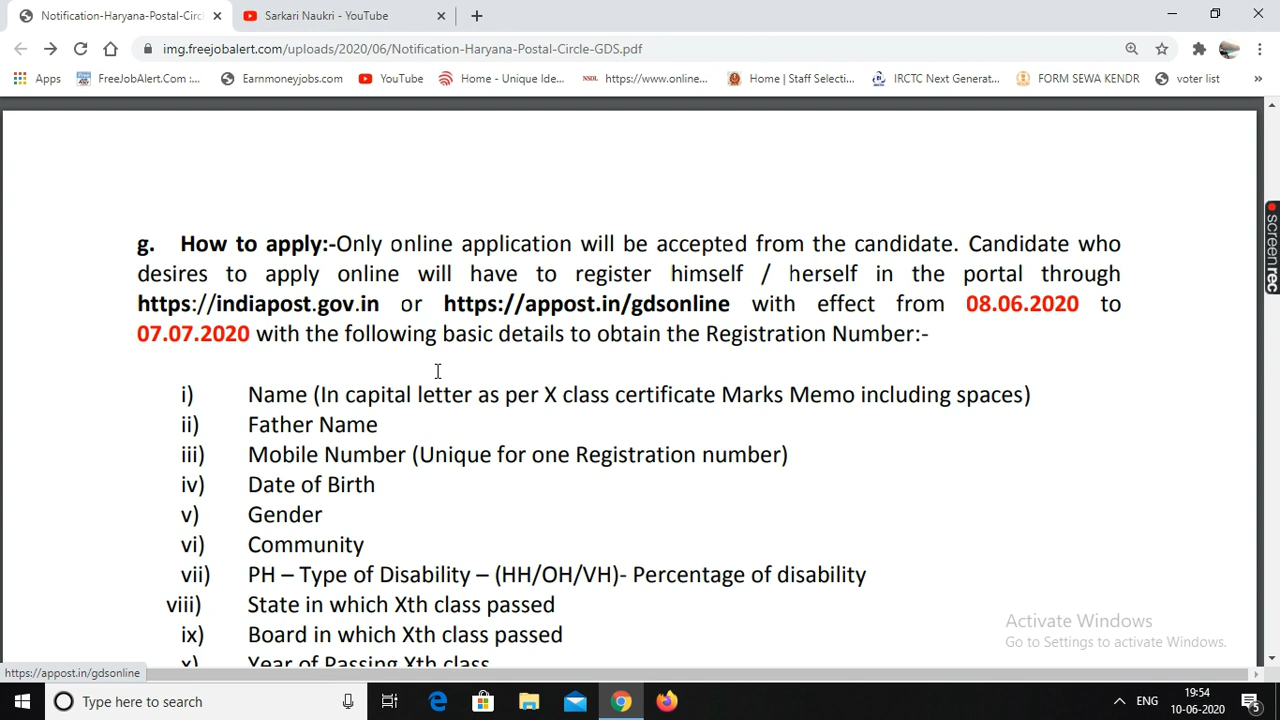 Notification-Haryana-Postal-Circ
Sarkari Naukri - YouTube
img.freejobalert.com/uploads/2020/06/Notification-Haryana-Postal-Circle-GDS.pdf
Apps FreeJobAlert.Com :... Earnmoneyjobs.com YouTube Home - Unique Ide... NSDL https://www.online... Home | Staff Selecti... IRCTC Next Generat... FORM SEWA KENDR voter list »
g. How to apply:-Only online application will be accepted from the candidate. Candidate who
desires to apply online will have to register himself / herself in the portal through
https://indiapost.gov.in or https://appost.in/gdsonline with effect from 08.06.2020 to
07.07.2020 with the following basic details to obtain the Registration Number:-
i) Name (In capital letter as per X class certificate Marks Memo including spaces)
ii) Father Name
iii) Mobile Number (Unique for one Registration number)
iv) Date of Birth
v) Gender
vi) Community
vii) PH – Type of Disability – (HH/OH/VH)- Percentage of disability
viii) State in which Xth class passed
ix) Board in which Xth class passed
x) Year of Passing Xth class
Activate Windows
Go to Settings to activate Windows.
screenrec
https://appost.in/gdsonline
Type here to search
ENG
19:54
10-06-2020
5